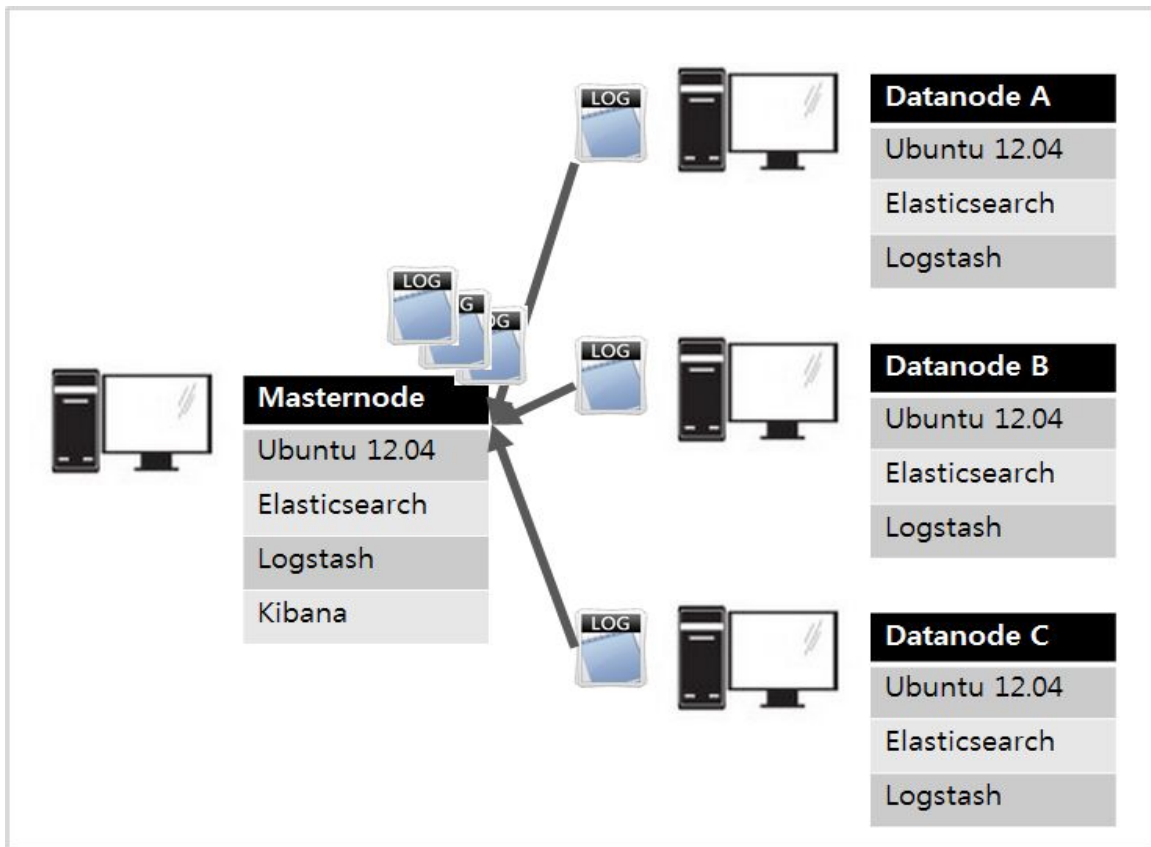 LOG
Datanode A
Ubuntu 12.04
Elasticsearch
Logstash
LOG
G
OG
Masternode
Ubuntu 12.04
Elasticsearch
Logstash
Kibana
LOG
Datanode B
Ubuntu 12.04
Elasticsearch
Logstash
LOG
Datanode C
Ubuntu 12.04
Elasticsearch
Logstash